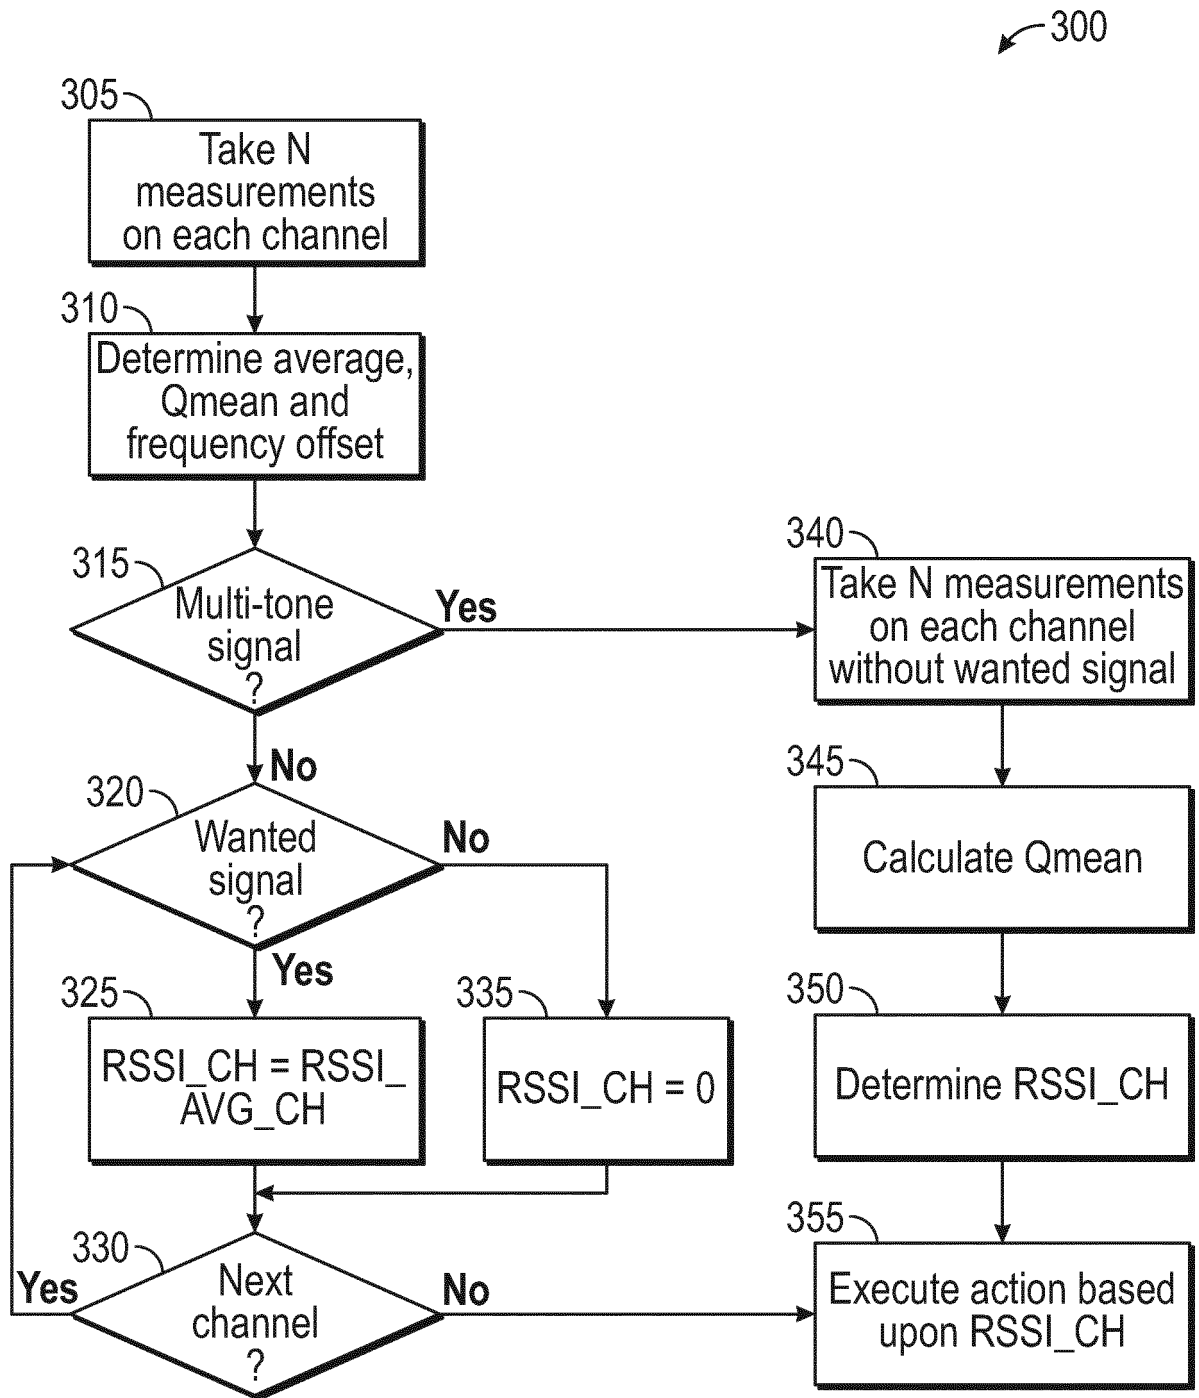 300
305
Take N
measurements
on each channel
310
Determine average,
Qmean and
frequency offset
315
Multi-tone
signal
?
Yes
No
340
Take N measurements
on each channel
without wanted signal
320
Wanted
signal
?
No
Yes
345
Calculate Qmean
325
RSSI_CH = RSSI_
AVG_CH
335
RSSI_CH = 0
350
Determine RSSI_CH
330
Next
channel
?
Yes
No
355
Execute action based
upon RSSI_CH